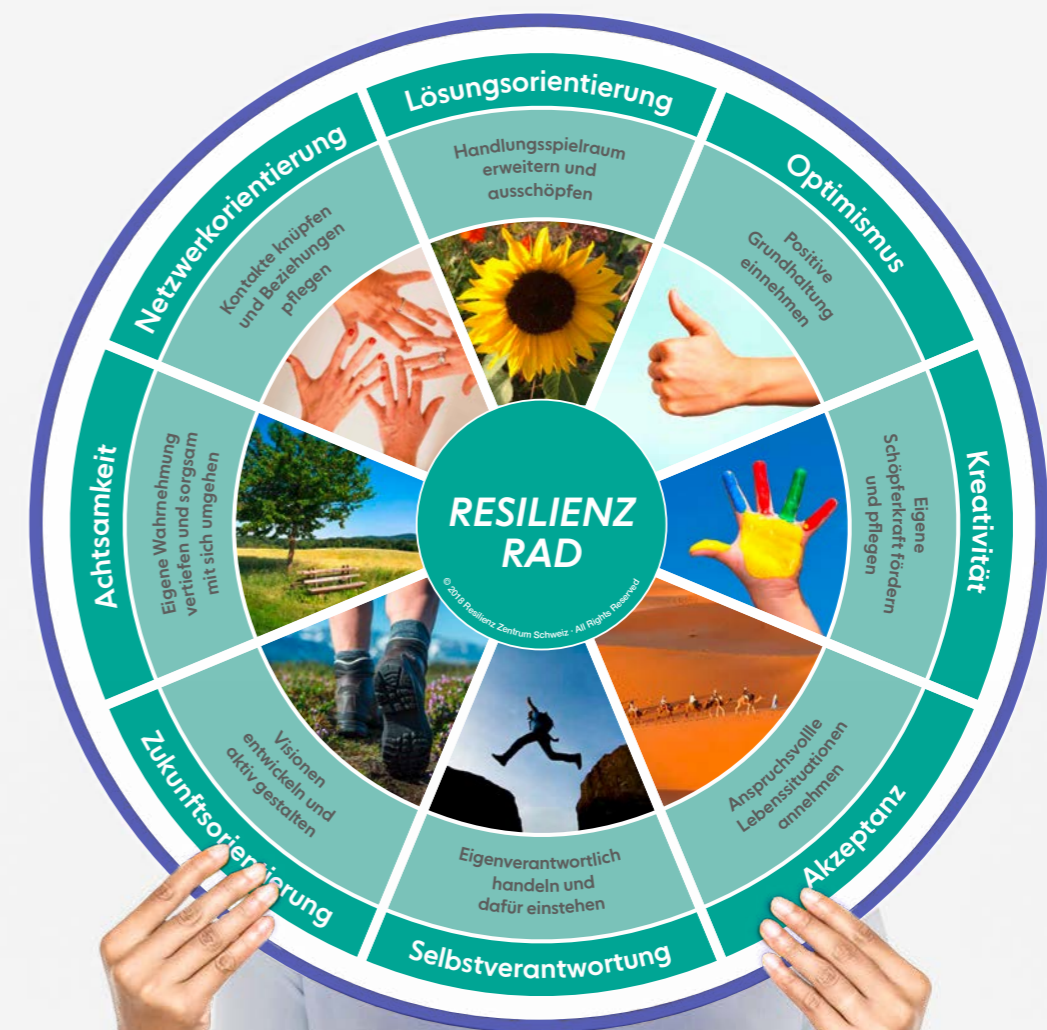 Lösungsorientierung
Handlungsspielraum
erweitern und
ausschöpfen
Optimismus
Positive
Grundhaltung
einnehmen
Kreativität
Eigene
Schöpferkraft fördern
und pflegen
Akzeptanz
Anspruchsvollle
Lebenssituationen
annehmen
Selbstverantwortung
Eigenverantwortlich
handeln und
dafür einstehen
Zukunftsorientierung
Visionen
entwickeln und
aktiv gestalten
Achtsamkeit
Eigene Wahrnehmung
vertiefen und sorgsam
mit sich umgehen
Netzwerkorientierung
Kontakte knüpfen
und Beziehungen
pflegen
RESILIENZ
RAD
© 2018 Resilienz Zentrum Schweiz · All Rights Reserved